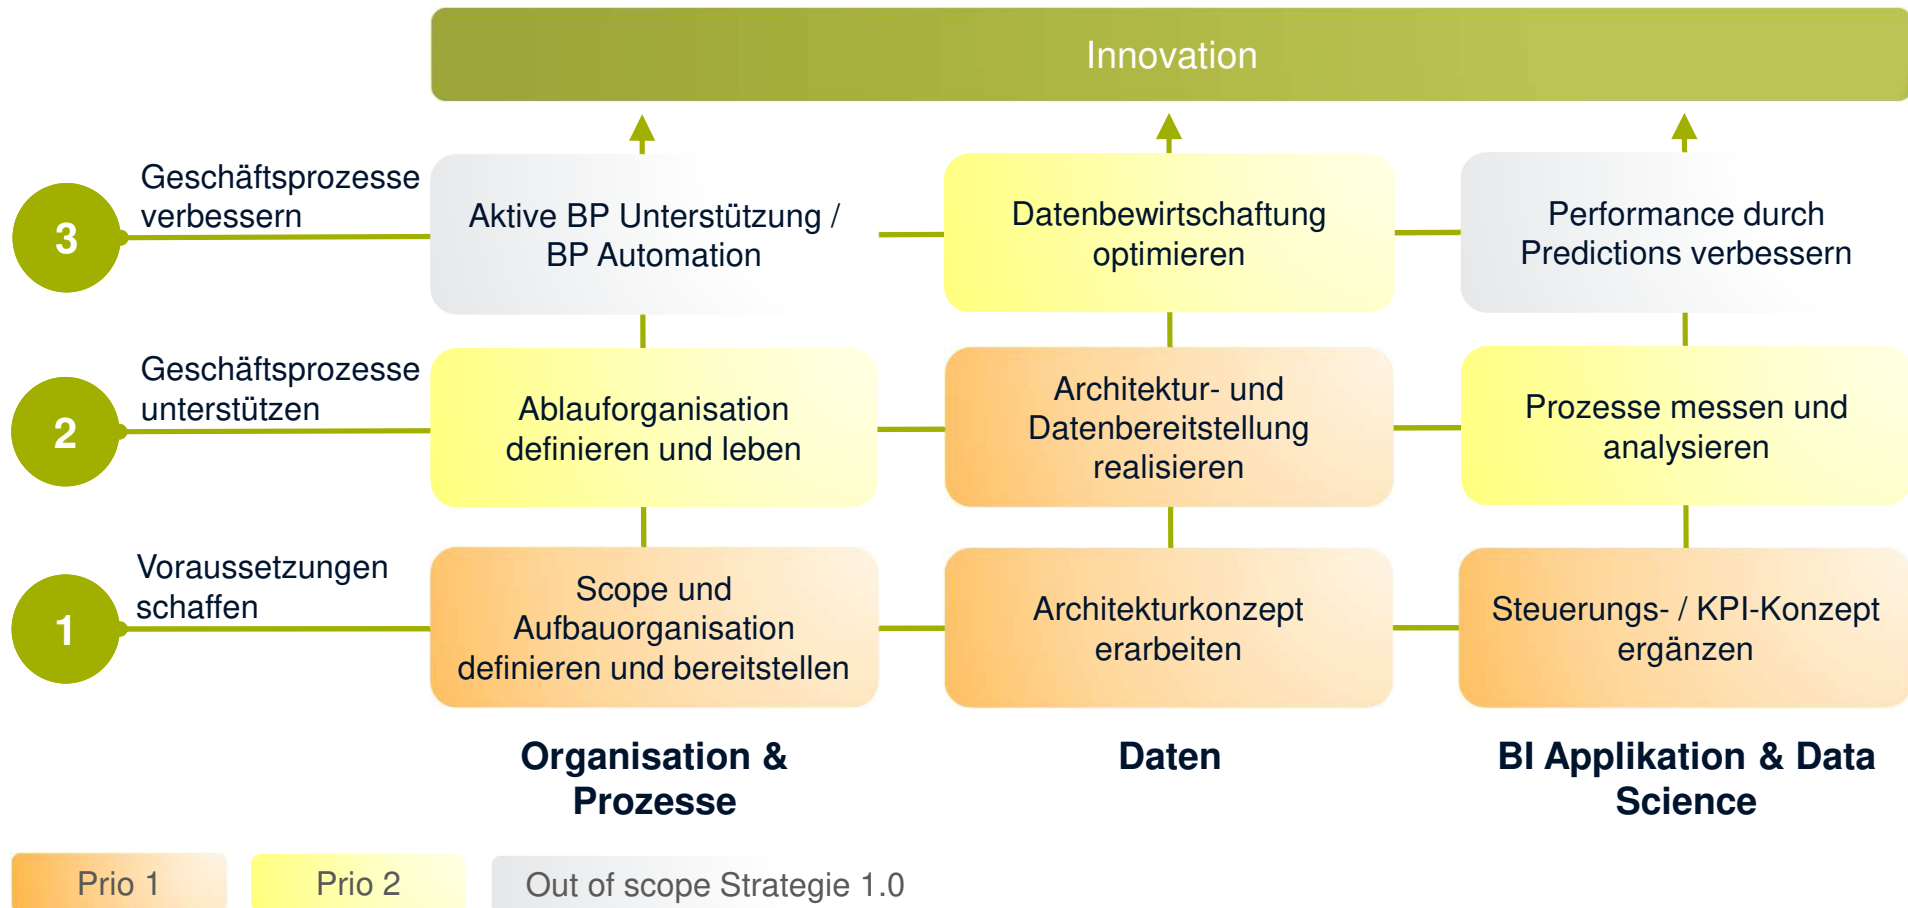 Innovation
3
Geschäftsprozesse
verbessern
Aktive BP Unterstützung /
BP Automation
Datenbewirtschaftung
optimieren
Performance durch
Predictions verbessern
2
Geschäftsprozesse
unterstützen
Ablauforganisation
definieren und leben
Architektur- und
Datenbereitstellung
realisieren
Prozesse messen und
analysieren
1
Voraussetzungen
schaffen
Scope und
Aufbauorganisation
definieren und bereitstellen
Architekturkonzept
erarbeiten
Steuerungs- / KPI-Konzept
ergänzen
Organisation &
Prozesse
Daten
BI Applikation & Data
Science
Prio 1
Prio 2
Out of scope Strategie 1.0